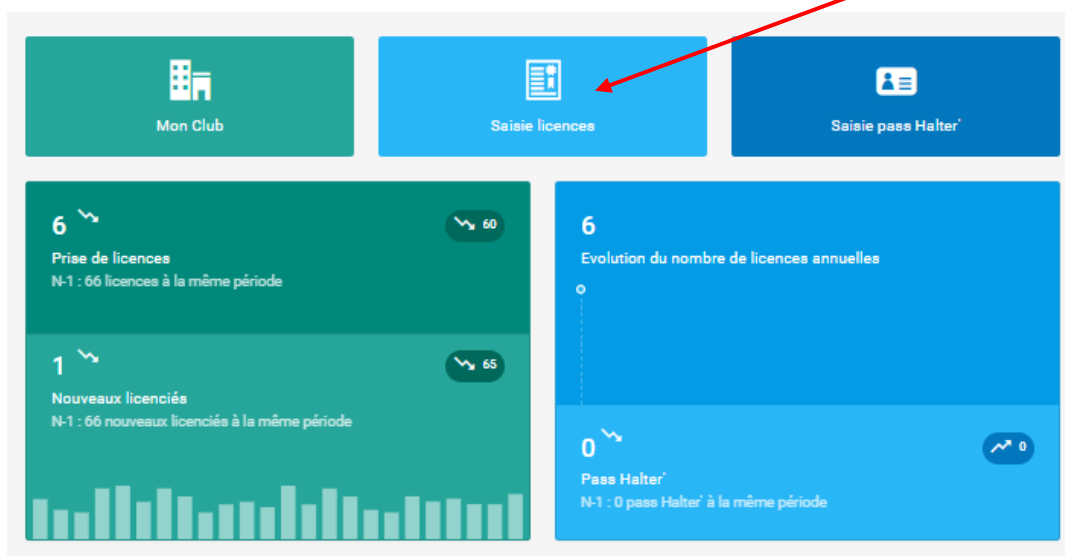 Mon Club
Saisie licences
Saisie pass Halter'
6
60
Prise de licences
N-1 : 66 licences à la même période
1
65
Nouveaux licenciés
N-1 : 66 nouveaux licenciés à la même période
6
Evolution du nombre de licences annuelles
0
0
Pass Halter'
N-1 : 0 pass Halter' à la même période